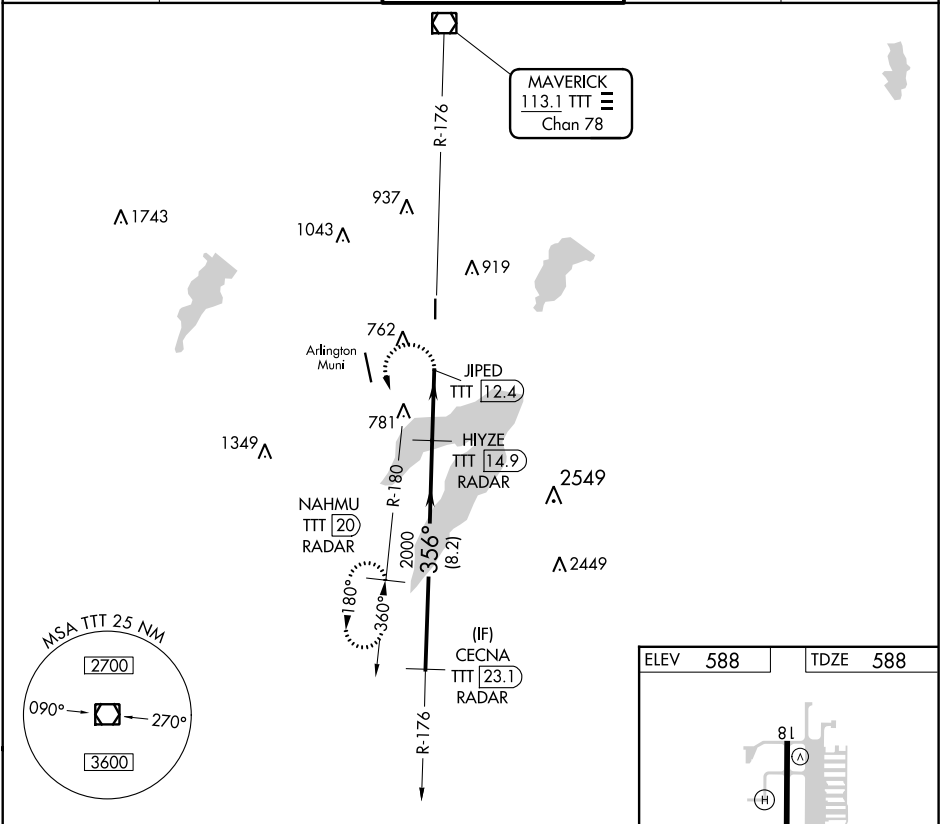 MAVERICK
113.1 TTT
Chan 78
R-176
937
1743
1043
919
762
Arlington
Muni
JIPED
TTT 12.4
781
HIYZE
TTT 14.9
RADAR
1349
R-180
2549
NAHMU
TTT 20
RADAR
2000
356°
(8.2)
2449
180°
360°
(IF)
CECNA
TTT 23.1
RADAR
R-176
MSA TTT 25 NM
2700
090°
270°
3600
ELEV 588
TDZE 588
18
V
H